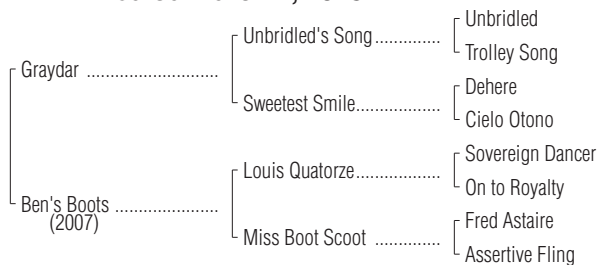 Unbridled
Unbridled's Song..............
Trolley Song
Graydar ............................
Dehere
Sweetest Smile..................
Cielo Otono
Sovereign Dancer
Louis Quatorze..................
On to Royalty
Ben's Boots ......................
(2007)
Fred Astaire
Miss Boot Scoot ..............
Assertive Fling